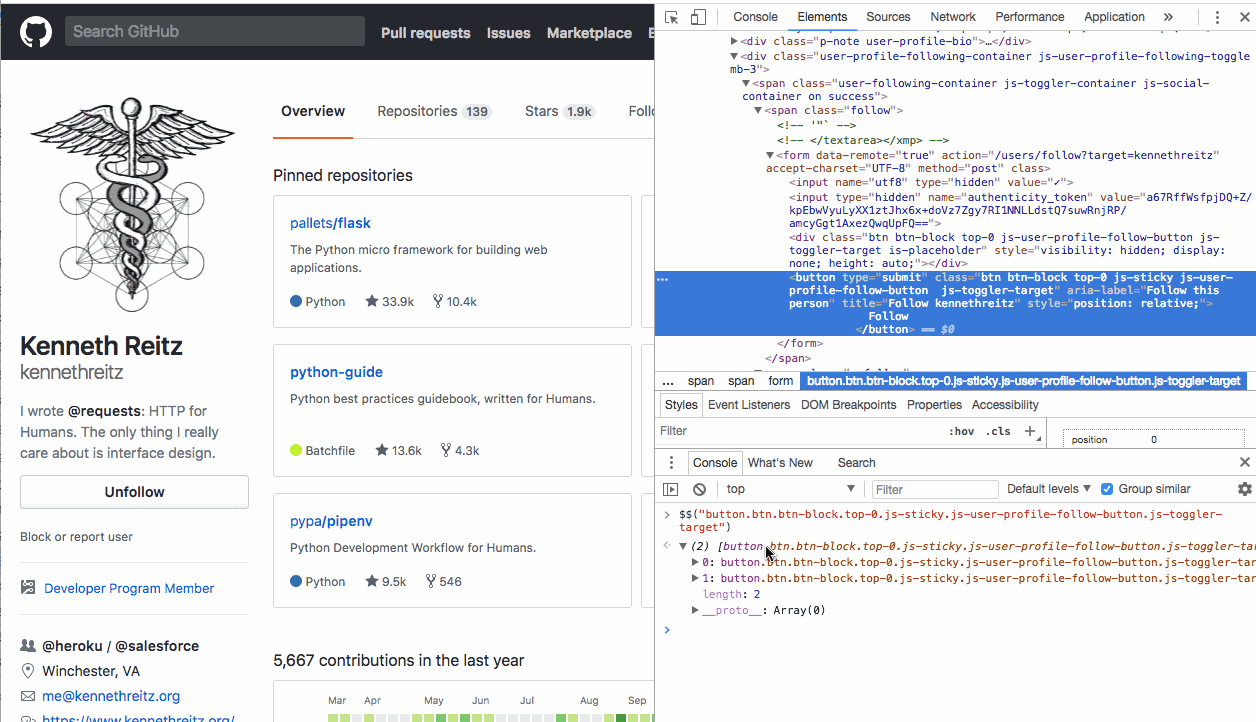 Search GitHub
Pull requests Issues Marketplace
Overview
Repositories 139
Stars 1.9k
Pinned repositories
pallets/flask
The Python micro framework for building web
applications.
Python 33.9k 10.4k
python-guide
Python best practices guidebook, written for Humans.
Batchfile 13.6k 4.3k
pypa/pipenv
Python Development Workflow for Humans.
Python 9.5k 546
5,667 contributions in the last year
Mar Apr May Jun Jul Aug Sep
Kenneth Reitz
kennethreitz
I wrote @requests: HTTP for
Humans. The only thing I really
care about is interface design.
Unfollow
Block or report user
Developer Program Member
@heroku / @salesforce
Winchester, VA
me@kennethreitz.org
https://www.kennethreitz.org/
Console Elements Sources Network Performance Application »
<div class="p-note user-profile-bio">…</div>
<div class="user-profile-following-container js-user-profile-following-toggle
mb-3">
<span class="user-following-container js-toggler-container js-social-
container on success">
<span class="follow">
<!-- '"` -->
<!-- </textarea></xmp> -->
<form data-remote="true" action="/users/follow?target=kennethreitz"
accept-charset="UTF-8" method="post" class>
<input name="utf8" type="hidden" value="✓">
<input type="hidden" name="authenticity_token" value="a67RffWsfpjDQ+Z/
kpEbwVyuLyXX1ztJhx6x+doVz7Zgy7RI1NNLLdstQ7suwRnjRP/
amcyGgt1AxezQwqUpFQ==">
<div class="btn btn-block top-0 js-user-profile-follow-button js-
toggler-target is-placeholder" style="visibility: hidden; display:
none; height: auto;"></div>
… <button type="submit" class="btn btn-block top-0 js-sticky js-user-
profile-follow-button js-toggler-target" aria-label="Follow this
person" title="Follow kennethreitz" style="position: relative;">
Follow
</button> == $0
</form>
</span>
... span span form button.btn.btn-block.top-0.js-sticky.js-user-profile-follow-button.js-toggler-target
Styles Event Listeners DOM Breakpoints Properties Accessibility
Filter :hov .cls +
position 0
Console What's New Search
top Filter Default levels ▼ Group similar
> $$("button.btn.btn-block.top-0.js-sticky.js-user-profile-follow-button.js-toggler-
target")
(2) [button.btn.btn-block.top-0.js-sticky.js-user-profile-follow-button.js-toggler-tar
0: button.btn.btn-block.top-0.js-sticky.js-user-profile-follow-button.js-toggler-tar
1: button.btn.btn-block.top-0.js-sticky.js-user-profile-follow-button.js-toggler-tar
length: 2
__proto__: Array(0)
>